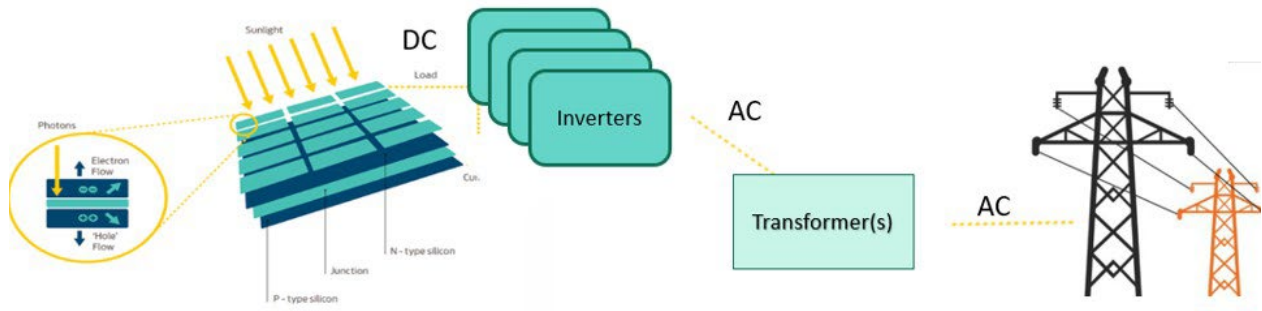 Sunlight
DC
Load
Inverters
Photons
AC
Electron
Flow
'Hole'
Flow
N - type silicon
Junction
P - type silicon
Transformer(s)
AC